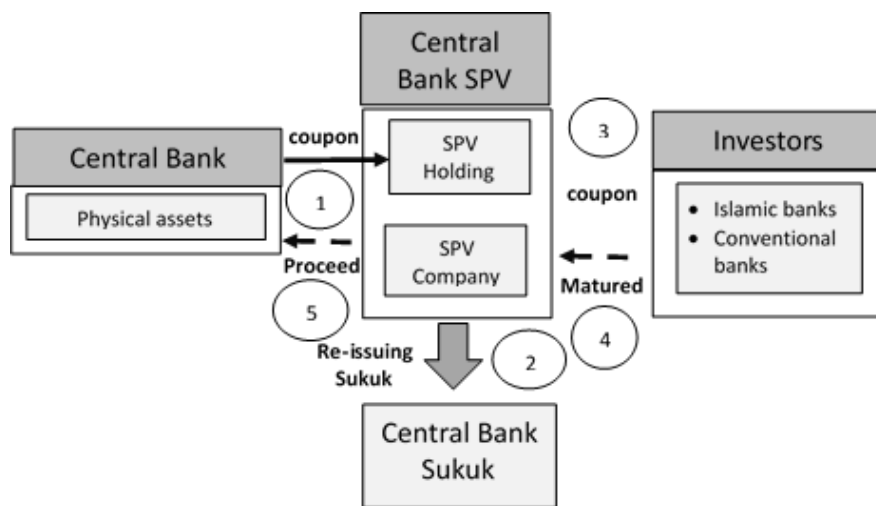 Central
Bank SPV
Central Bank
Physical assets
coupon
1
Proceed
5
SPV
Holding
SPV
Company
3
coupon
Matured
4
Investors
• Islamic banks
• Conventional
banks
Re-issuing
Sukuk
2
Central Bank
Sukuk